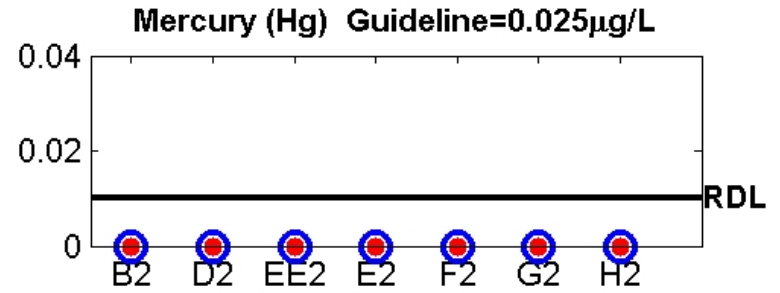 Mercury (Hg) Guideline=0.025µg/L
0.04
0.02
RDL
0
B2 D2 EE2 E2 F2 G2 H2